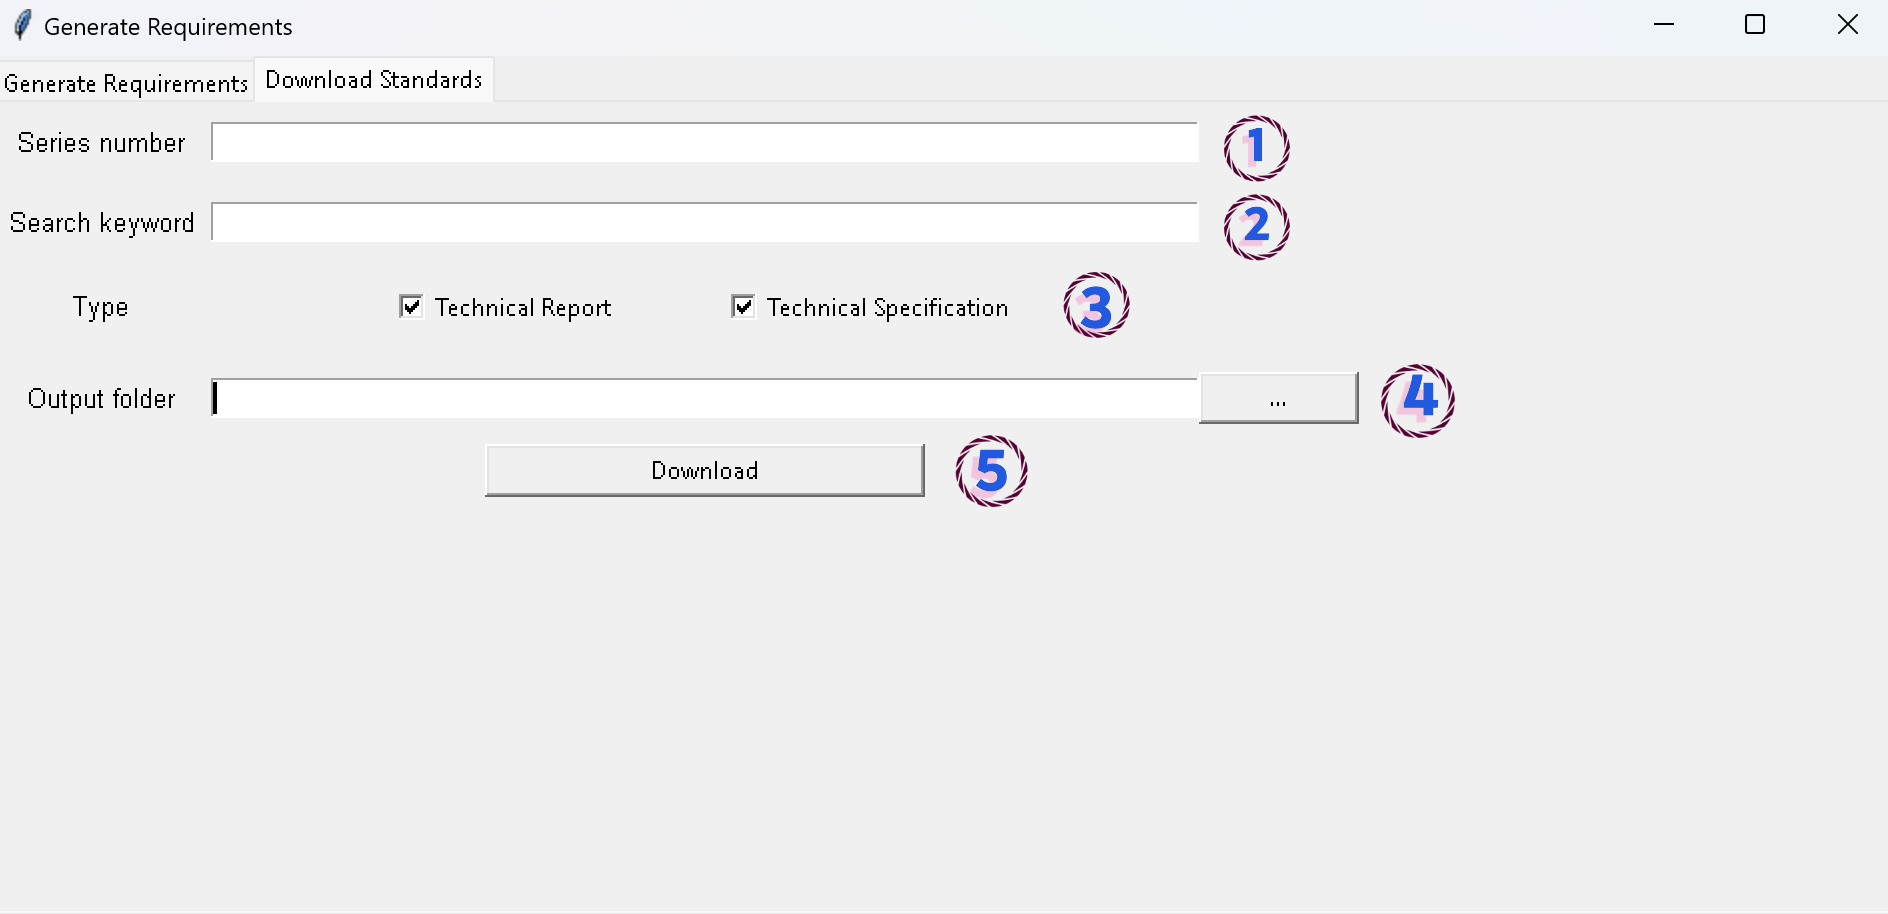 Generate Requirements
Generate Requirements Download Standards
Series number 1
Search keyword 2
Type Technical Report Technical Specification 3
Output folder ... 4
Download 5